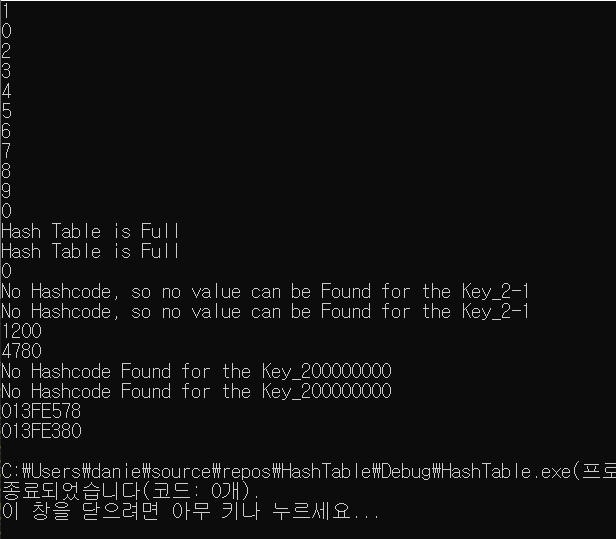 1
0
2
3
4
5
6
7
8
9
0
Hash Table is Full
Hash Table is Full
0
No Hashcode, so no value can be Found for the Key_2-1
No Hashcode, so no value can be Found for the Key_2-1
1200
4780
No Hashcode Found for the Key_200000000
No Hashcode Found for the Key_200000000
013FE578
013FE380
C:₩Users₩danie₩source₩repos₩HashTable₩Debug₩HashTable.exe(프로
종료되었습니다(코드: 0개).
이 창을 닫으려면 아무 키나 누르세요...